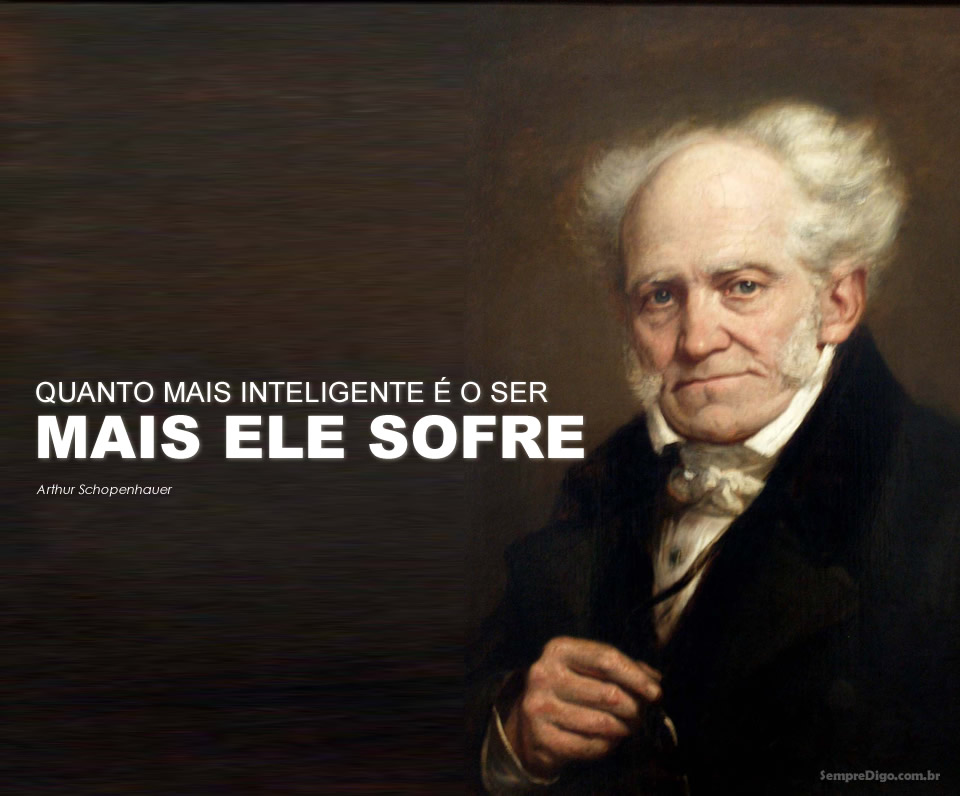 QUANTO MAIS INTELIGENTE É O SER
MAIS ELE SOFRE
Arthur Schopenhauer
SempreDigo.com.br